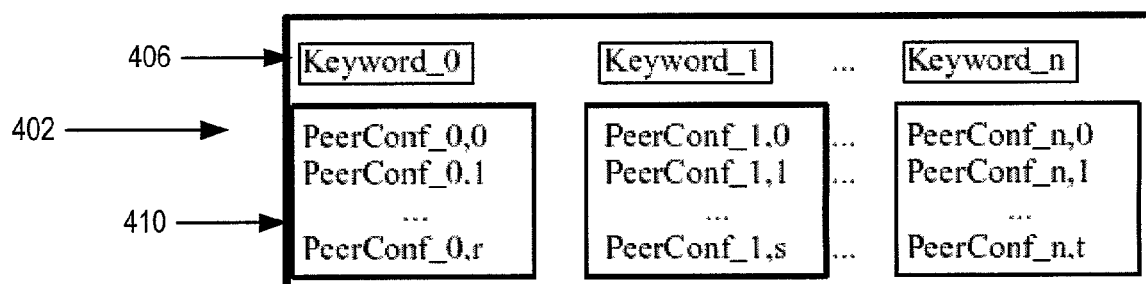 406 Keyword_0 Keyword_1 ... Keyword_n
402 PeerConf_0,0 PeerConf_1,0 ... PeerConf_n,0
PeerConf_0,1 PeerConf_1,1 ... PeerConf_n,1
410 ... ... ...
PeerConf_0,r PeerConf_1,s ... PeerConf_n,t